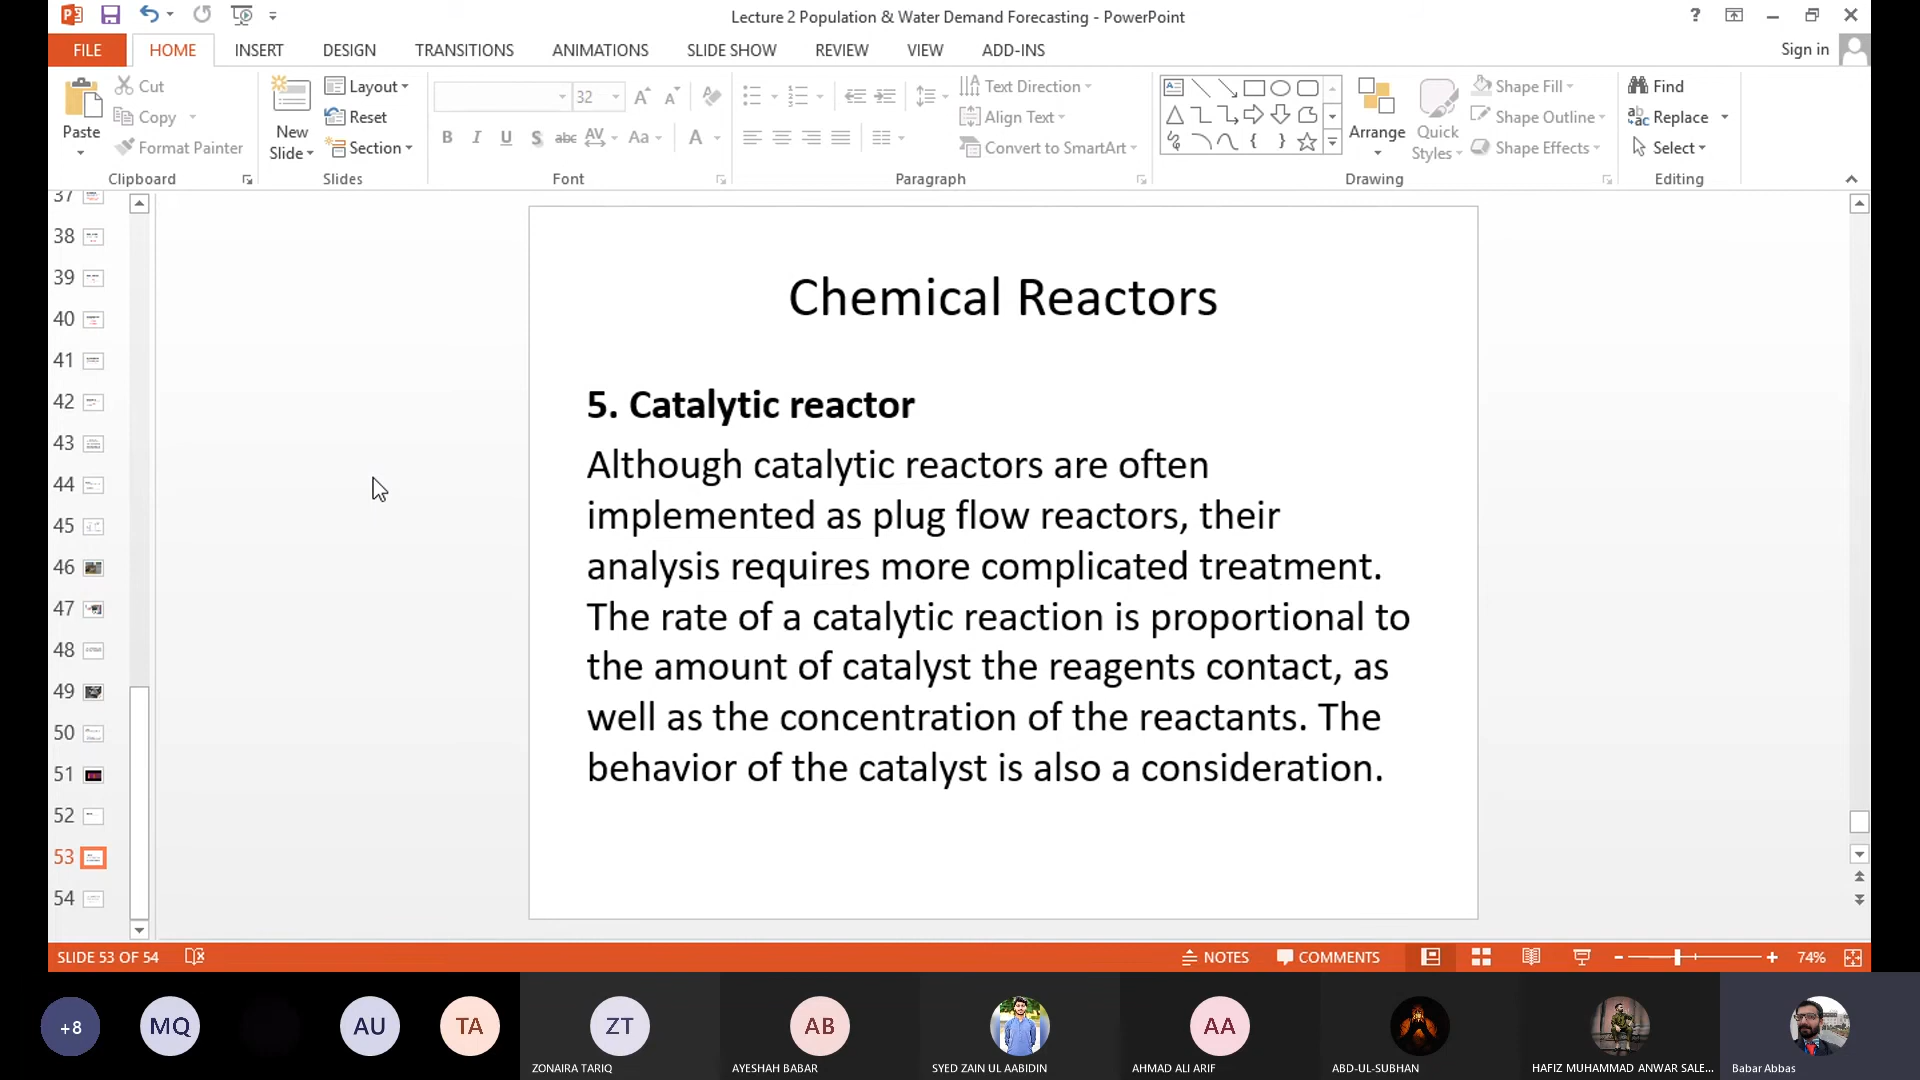 Lecture 2 Population & Water Demand Forecasting - PowerPoint
?
FILE HOME INSERT DESIGN TRANSITIONS ANIMATIONS SLIDE SHOW REVIEW VIEW ADD-INS Sign in
Paste
Cut
Copy
Format Painter
Clipboard
New
Slide
Layout
Reset
Section
Slides
32
B I U S abc AV Aa A
Font
Text Direction
Align Text
Convert to SmartArt
Paragraph
Arrange
Quick
Styles
Shape Fill
Shape Outline
Shape Effects
Drawing
Find
Replace
Select
Editing
37
38
39
40
41
42
43
44
45
46
47
48
49
50
51
52
53
54
Chemical Reactors
5. Catalytic reactor
Although catalytic reactors are often
implemented as plug flow reactors, their
analysis requires more complicated treatment.
The rate of a catalytic reaction is proportional to
the amount of catalyst the reagents contact, as
well as the concentration of the reactants. The
behavior of the catalyst is also a consideration.
SLIDE 53 OF 54 NOTES COMMENTS 74%
+8 MQ AU TA ZT AB AA
ZONAIRA TARIQ AYESHAH BABAR SYED ZAIN UL AABIDIN AHMAD ALI ARIF ABD-UL-SUBHAN HAFIZ MUHAMMAD ANWAR SALE... Babar Abbas